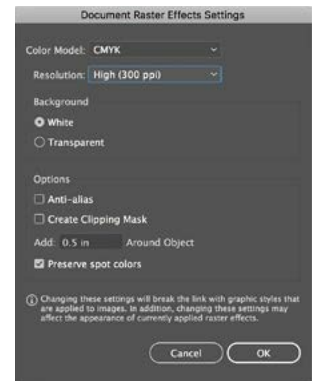 Document Raster Effects Settings
Color Model: CMYK
Resolution: High (300 ppi)
Background
White
Transparent
Options
Anti-alias
Create Clipping Mask
Add: 0.5 in Around Object
Preserve spot colors
Changing these settings will break the link with graphic styles that
are applied to images. In addition, changing these settings may
affect the appearance of currently applied raster effects.
Cancel OK